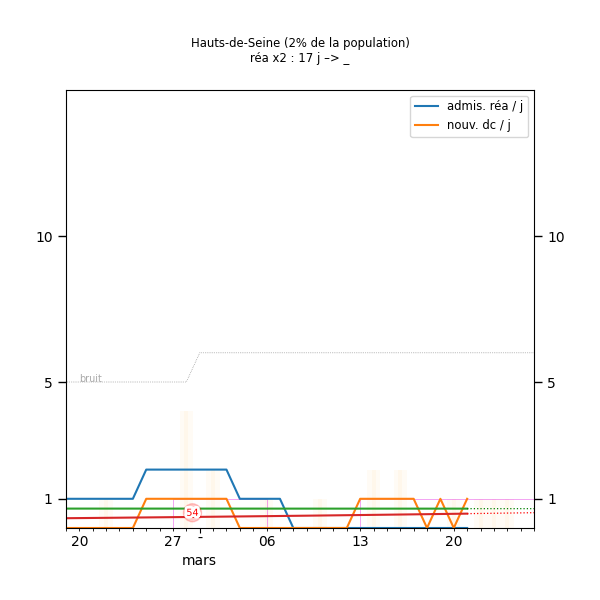 Hauts-de-Seine (2% de la population)
réa x2 : 17 j –> _
admis. réa / j
nouv. dc / j
10 10
5 5
bruit
1 1
54
20 27 - 06 13 20
mars